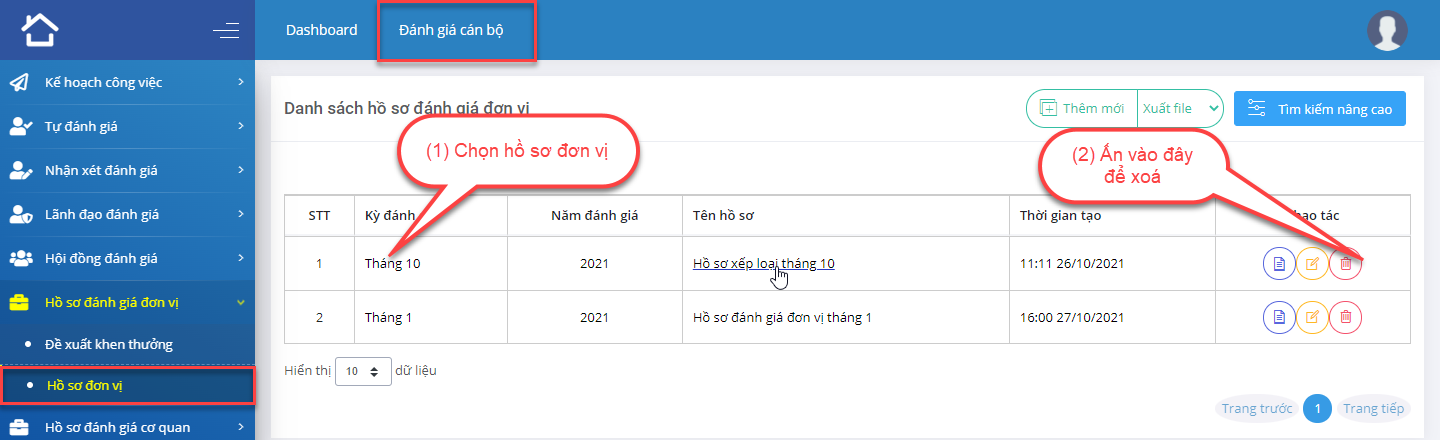 Dashboard
Đánh giá cán bộ
Kế hoạch công việc
Tự đánh giá
Nhận xét đánh giá
Lãnh đạo đánh giá
Hội đồng đánh giá
Hồ sơ đánh giá đơn vị
Đề xuất khen thưởng
Hồ sơ đơn vị
Hồ sơ đánh giá cơ quan
Danh sách hồ sơ đánh giá đơn vị
Thêm mới
Xuất file
Tìm kiếm nâng cao
(1) Chọn hồ sơ đơn vị
(2) Ấn vào đây
để xoá
STT Kỳ đánh Năm đánh giá Tên hồ sơ Thời gian tạo hao tác
1 Tháng 10 2021 Hồ sơ xếp loại tháng 10 11:11 26/10/2021
2 Tháng 1 2021 Hồ sơ đánh giá đơn vị tháng 1 16:00 27/10/2021
Hiển thị 10 dữ liệu
Trang trước 1 Trang tiếp